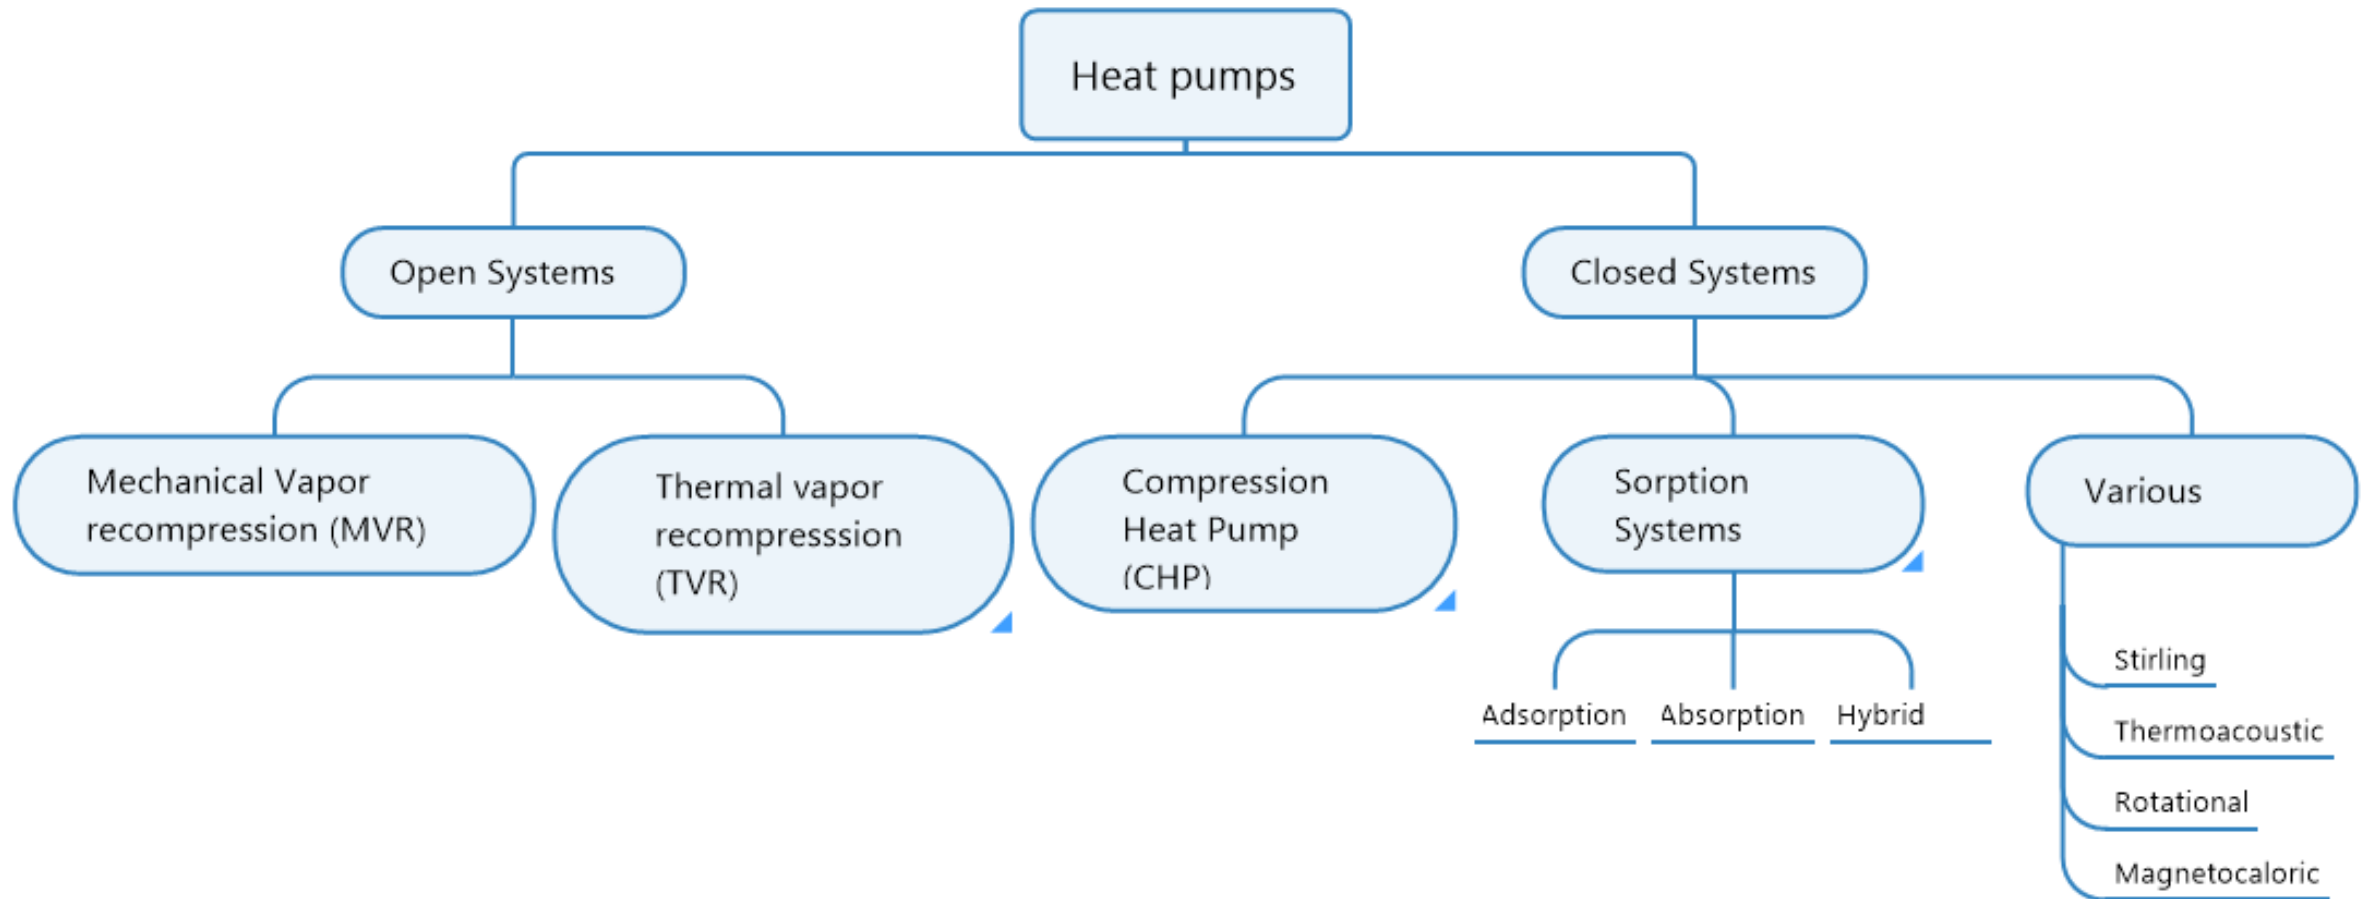 Heat pumps
Open Systems
Closed Systems
Mechanical Vapor
recompression (MVR)
Thermal vapor
recompresssion
(TVR)
Compression
Heat Pump
(CHP)
Sorption
Systems
Various
Adsorption
Absorption
Hybrid
Stirling
Thermoacoustic
Rotational
Magnetocaloric